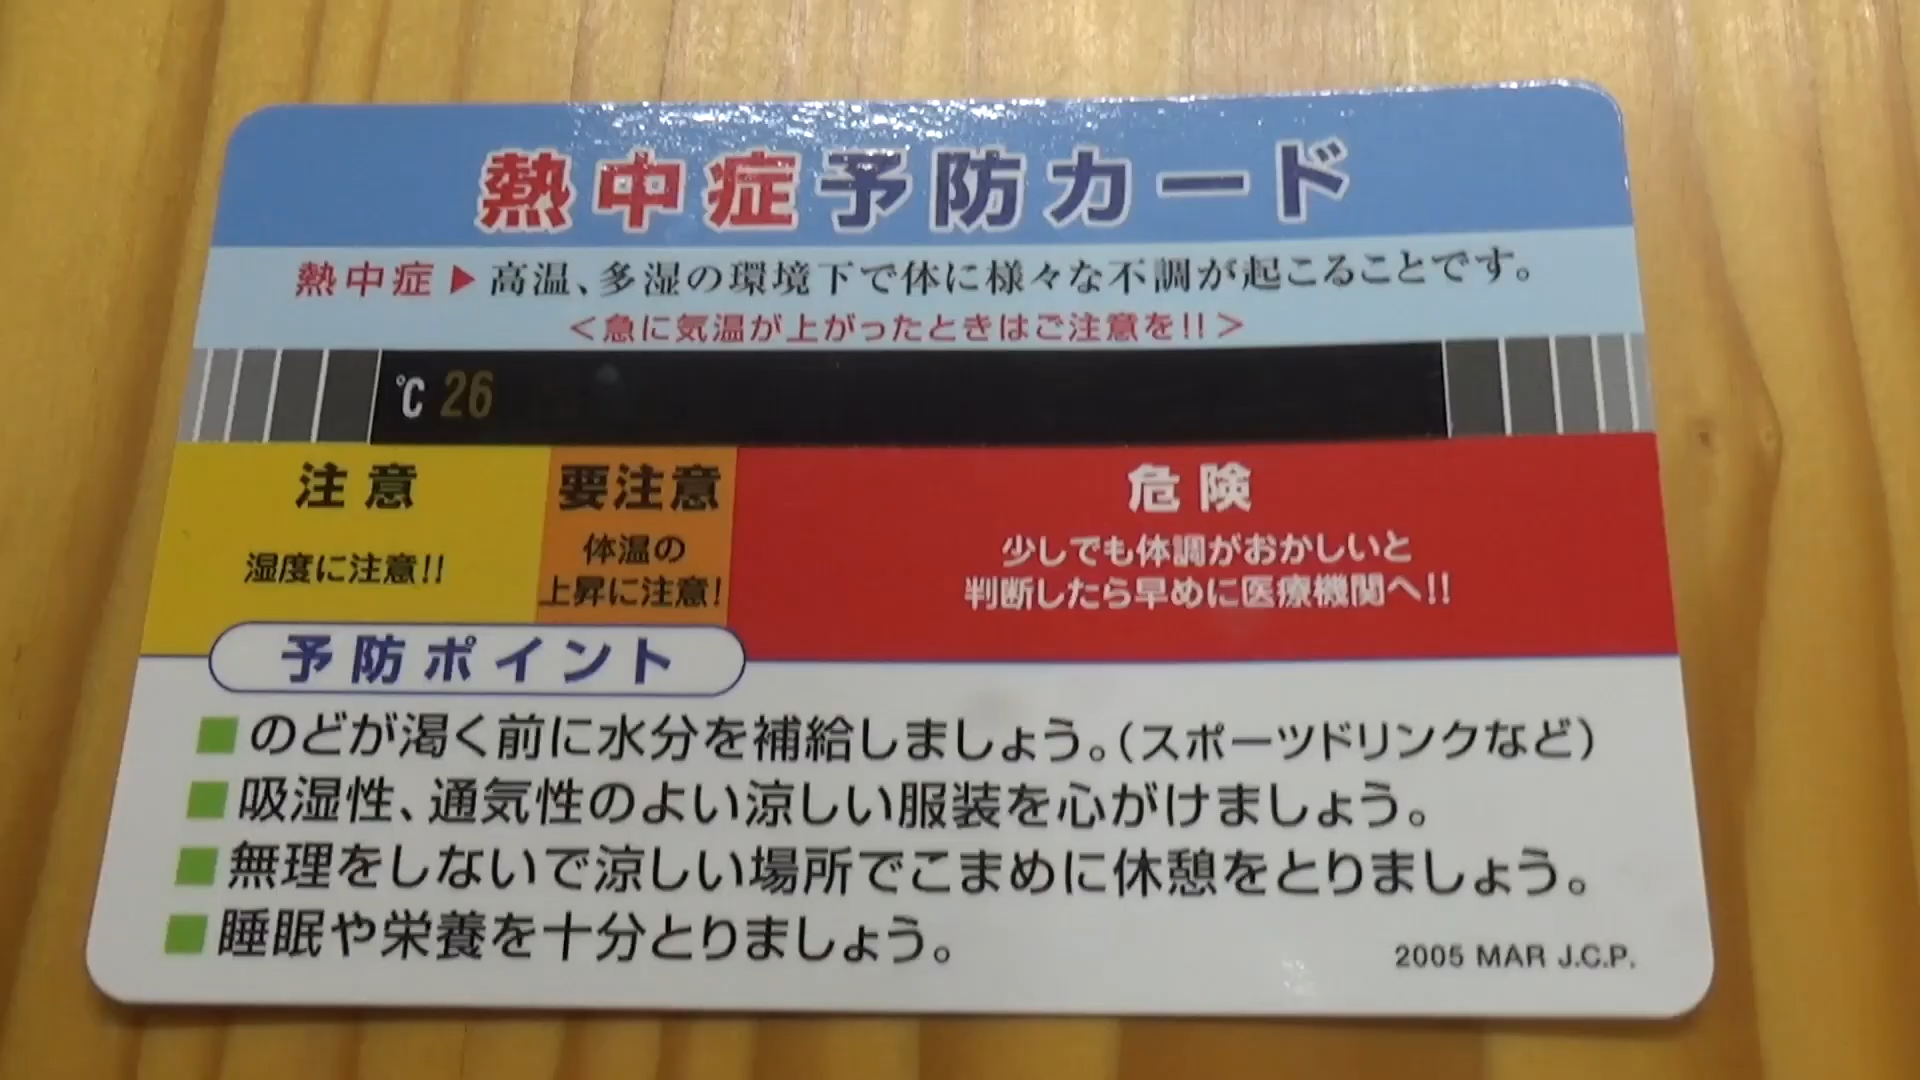 熱中症予防カード
熱中症▶高温、多湿の環境下で体に様々な不調が起こることです。
＜急に気温が上がったときはご注意を!!＞
℃ 26
注意
湿度に注意!!
要注意
体温の
上昇に注意!
危険
少しでも体調がおかしいと
判断したら早めに医療機関へ!!
予防ポイント
■のどが渇く前に水分を補給しましょう。（スポーツドリンクなど）
■吸湿性、通気性のよい涼しい服装を心がけましょう。
■無理をしないで涼しい場所でこまめに休憩をとりましょう。
■睡眠や栄養を十分とりましょう。
2005 MAR J.C.P.